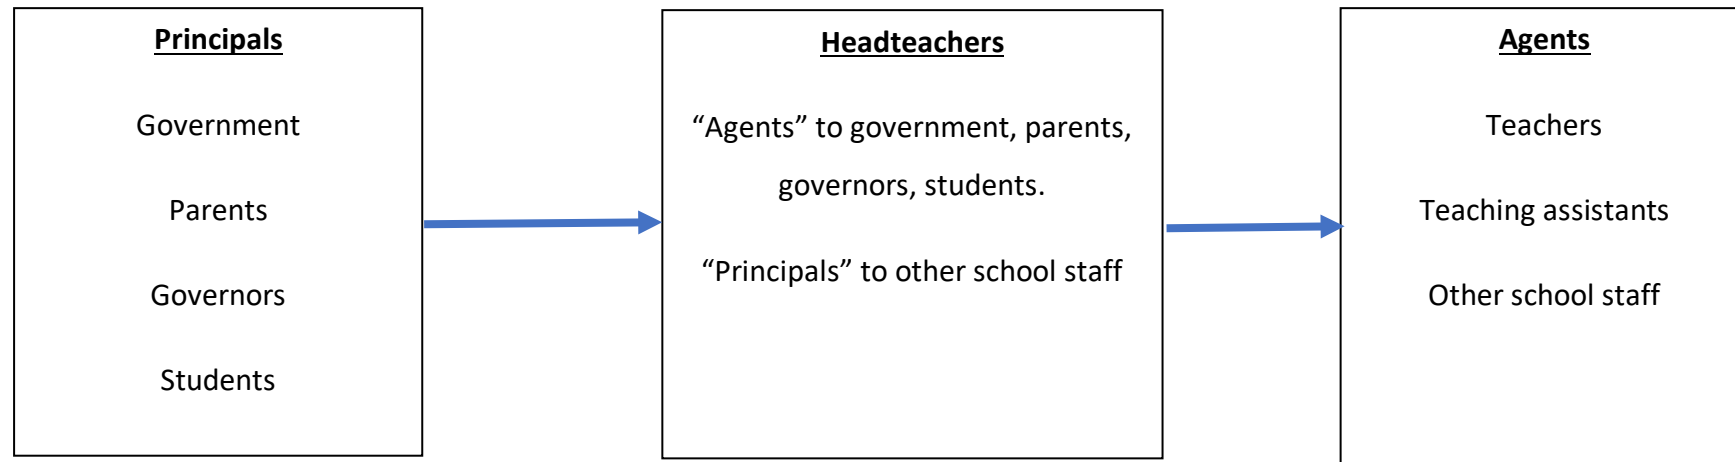 Principals
Government
Parents
Governors
Students
Headteachers
“Agents” to government, parents,
governors, students.
“Principals” to other school staff
Agents
Teachers
Teaching assistants
Other school staff